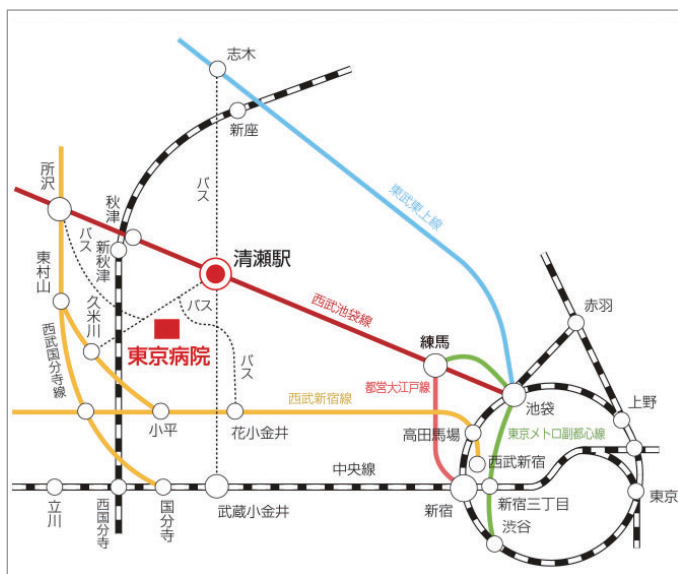 志木
新座
バス
東武東上線
所沢
秋津
新秋津
バス
清瀬駅
東村山
久米川
バス
西武池袋線
赤羽
東京病院
練馬
西武国分寺線
バス
都営大江戸線
西武新宿線
池袋
上野
小平
花小金井
高田馬場
東京メトロ副都心線
西武新宿
中央線
立川
西国分寺
国分寺
武蔵小金井
新宿
新宿三丁目
東京
渋谷